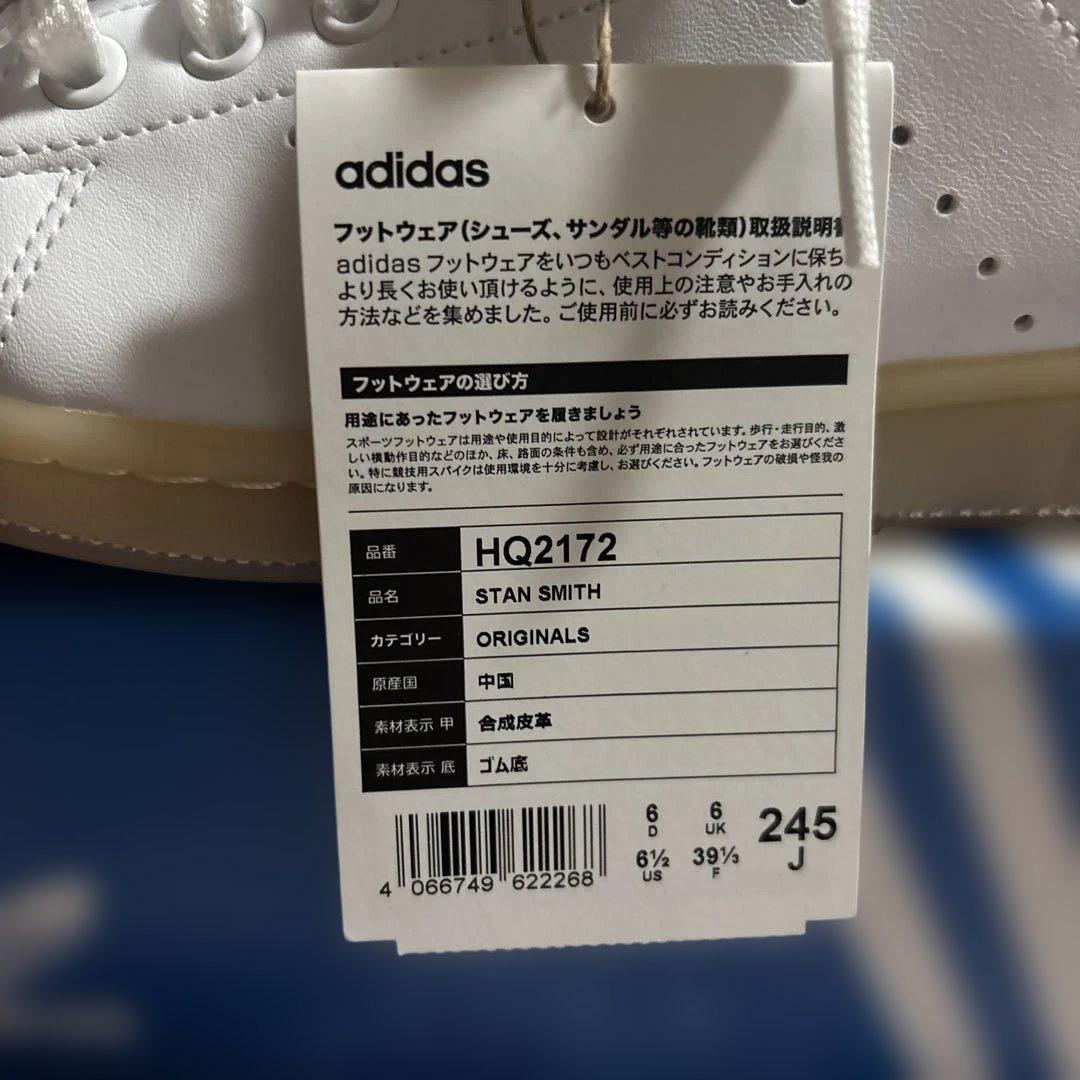 adidas
フットウェア(シューズ、サンダル等の靴類)取扱説明
adidas フットウェアをいつもベストコンディションに保ち
より長くお使い頂けるように、使用上の注意やお手入れの
方法などを集めました。ご使用前に必ずお読みください。
フットウェアの選び方
用途にあったフットウェアを履きましょう
スポーツフットウェアは用途や使用目的によって設計がそれぞれされています。歩行・走行目的、激
しい横動作目的などのほか、床、路面の条件も含め、必ず用途に合ったフットウェアをお選びくださ
い。特に競技用スパイクは使用環境を十分に考慮し、お選びください。フットウェアの破損や怪我の
原因になります。
品番 HQ2172
品名 STAN SMITH
カテゴリー ORIGINALS
原産国 中国
素材表示 甲 合成皮革
素材表示 底 ゴム底
6 D 6 UK 245 J
6½ US 39⅓ F
4 066749 622268